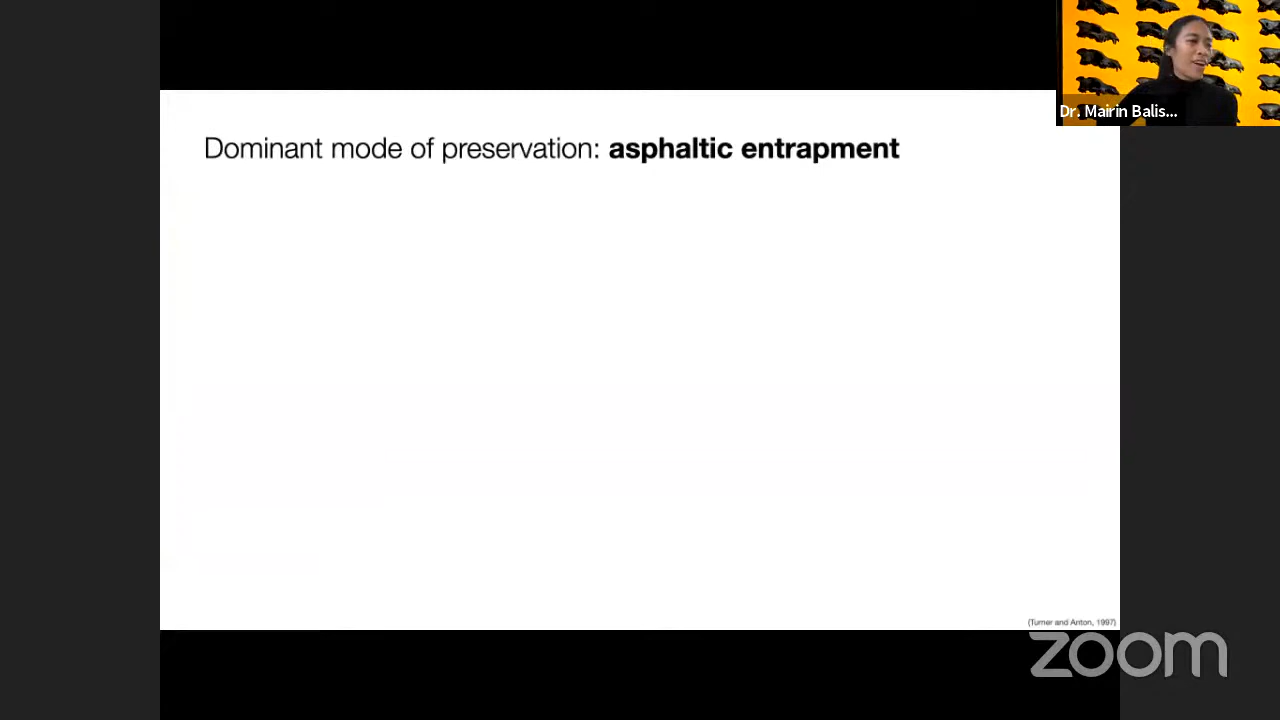 Dr. Mairin Balis...
Dominant mode of preservation: asphaltic entrapment
(Turner and Anton, 1997)
zoom